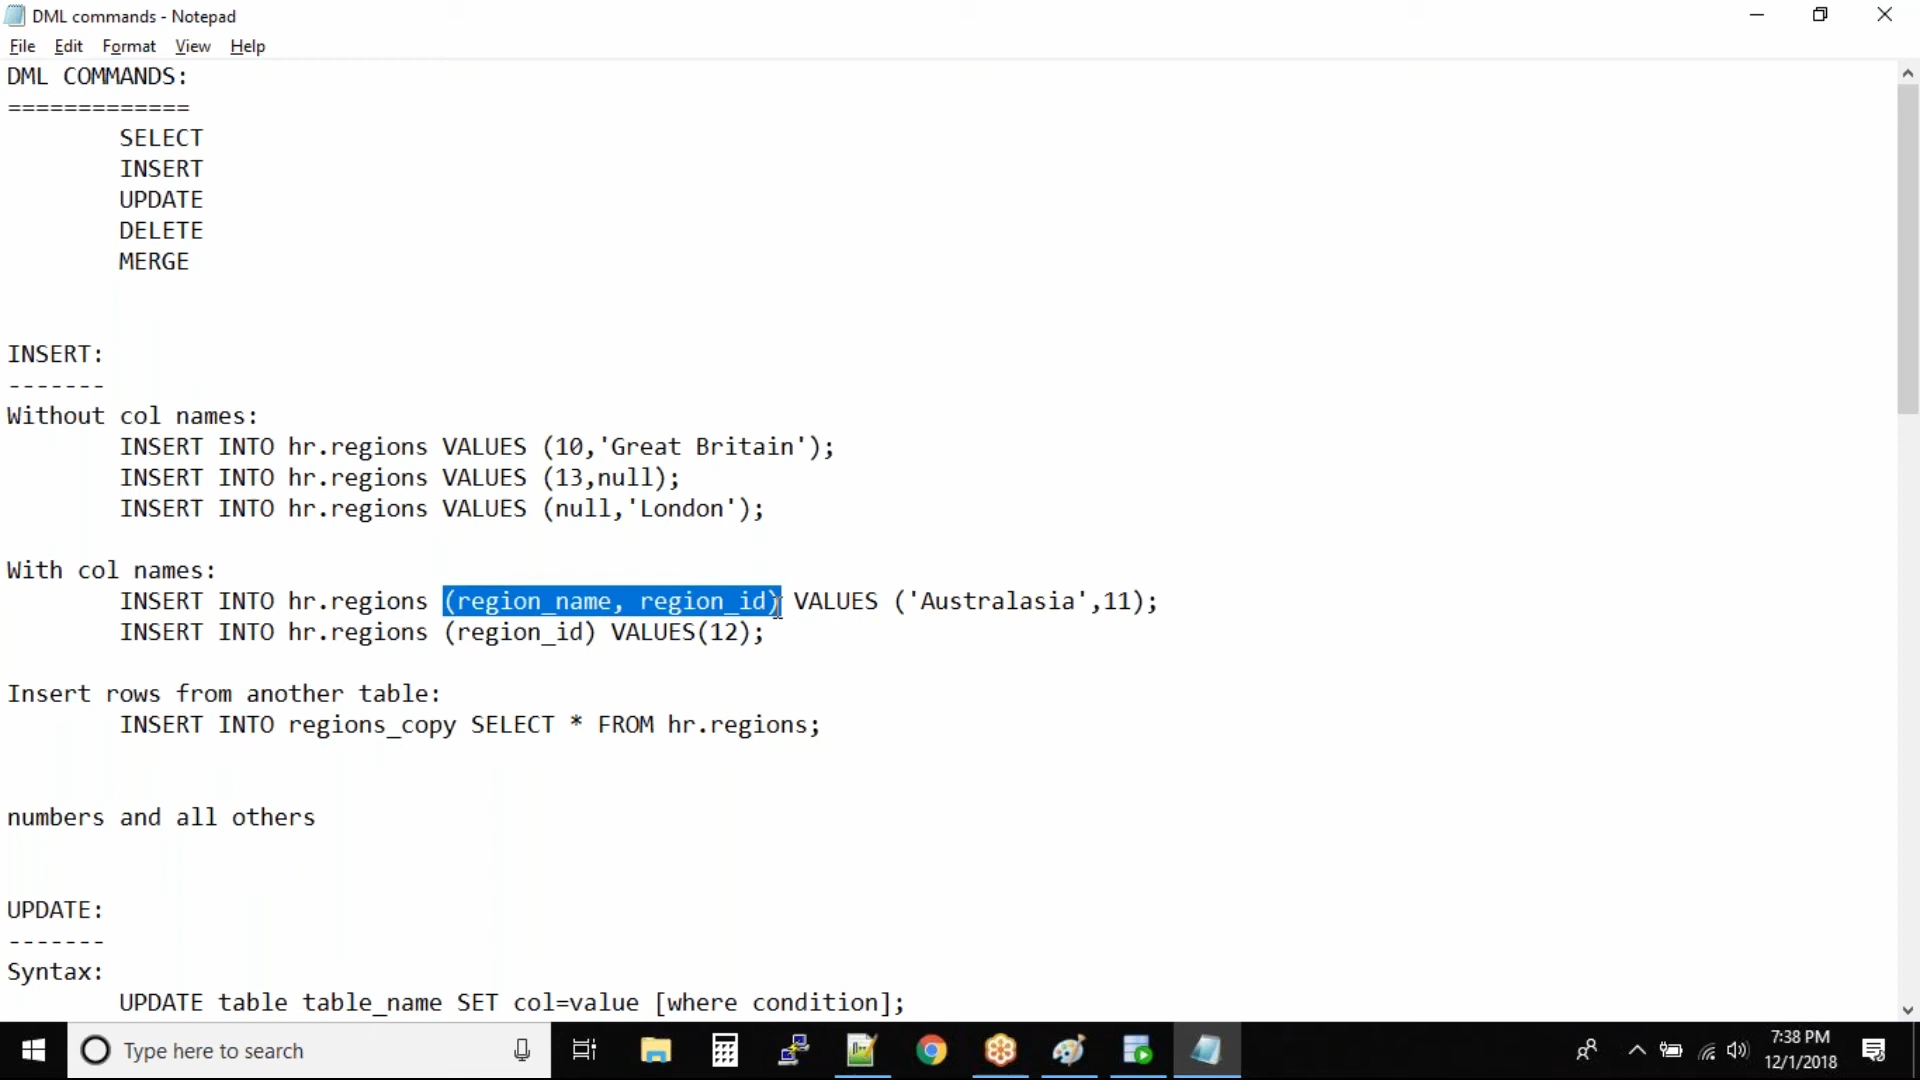 DML commands - Notepad
File Edit Format View Help
DML COMMANDS:
=============
SELECT
INSERT
UPDATE
DELETE
MERGE
INSERT:
-------
Without col names:
INSERT INTO hr.regions VALUES (10,'Great Britain');
INSERT INTO hr.regions VALUES (13,null);
INSERT INTO hr.regions VALUES (null,'London');
With col names:
INSERT INTO hr.regions (region_name, region_id) VALUES ('Australasia',11);
INSERT INTO hr.regions (region_id) VALUES(12);
Insert rows from another table:
INSERT INTO regions_copy SELECT * FROM hr.regions;
numbers and all others
UPDATE:
-------
Syntax:
UPDATE table table_name SET col=value [where condition];
Type here to search
7:38 PM
12/1/2018